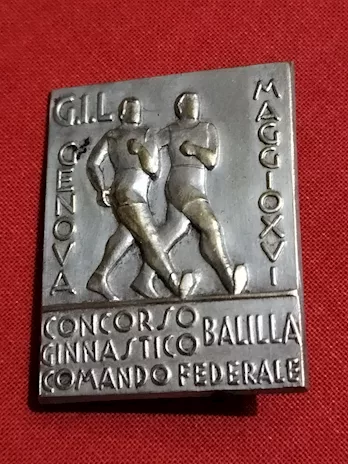 G.I.L
GENOVA
MAGGIO XVI
CONCORSO
GINNASTICO
BALILLA
COMANDO FEDERALE